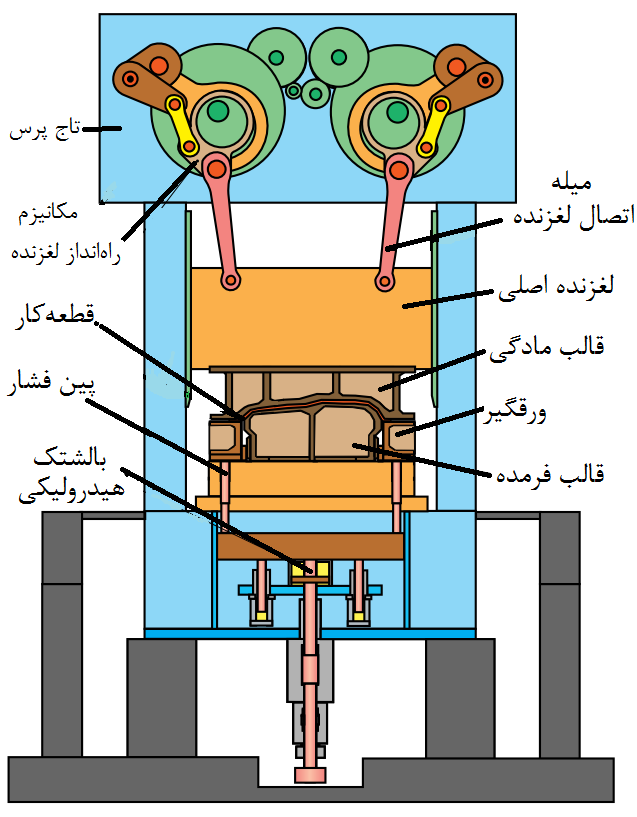 تاج پرس
مکانیزم
راه‌انداز لغزنده
میله
اتصال لغزنده
لغزنده اصلی
قطعه‌کار
قالب مادگی
پین فشار
ورقگیر
بالشتک
هیدرولیکی
قالب فرمده